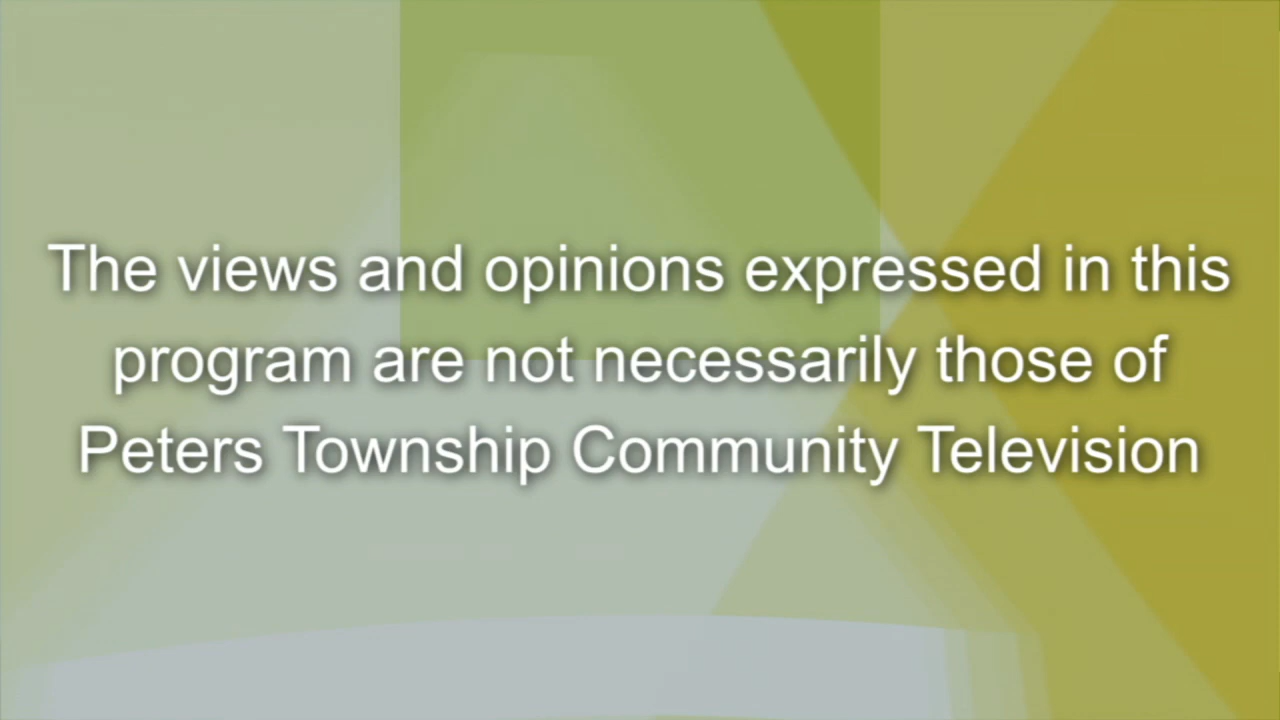 The views and opinions expressed in this
program are not necessarily those of
Peters Township Community Television